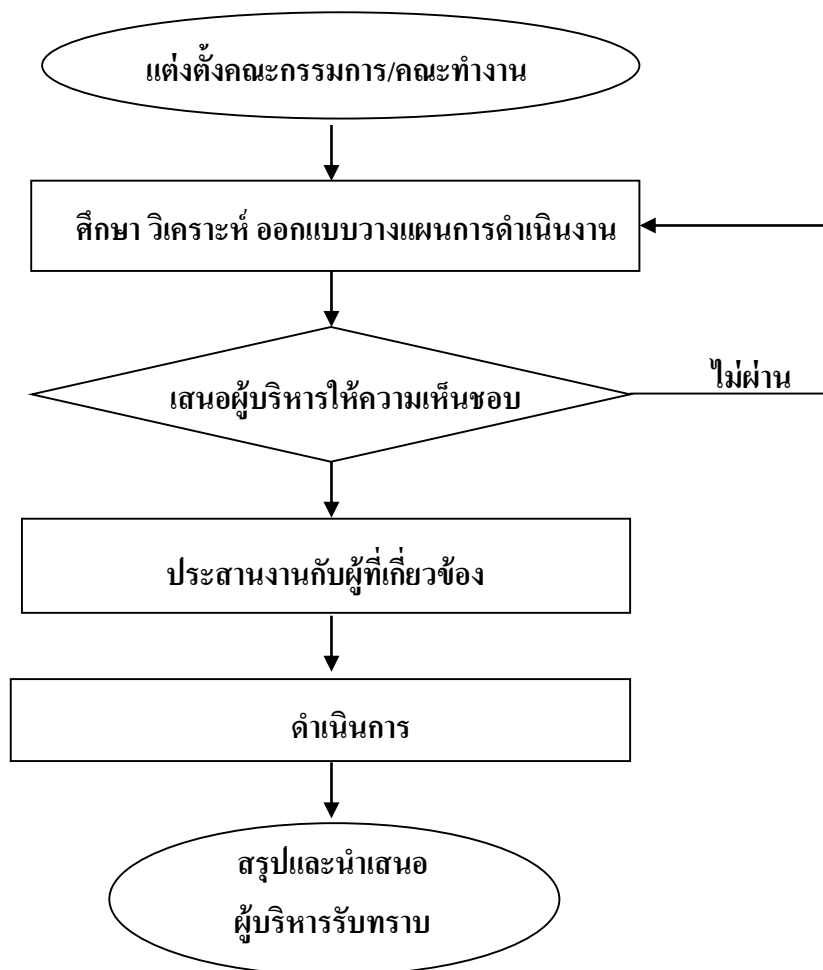 แต่งตั้งคณะกรรมการ/คณะทำงาน
ศึกษา วิเคราะห์ ออกแบบวางแผนการดำเนินงาน
เสนอผู้บริหารให้ความเห็นชอบ
ไม่ผ่าน
ประสานงานกับผู้ที่เกี่ยวข้อง
ดำเนินการ
สรุปและนำเสนอ
ผู้บริหารรับทราบ